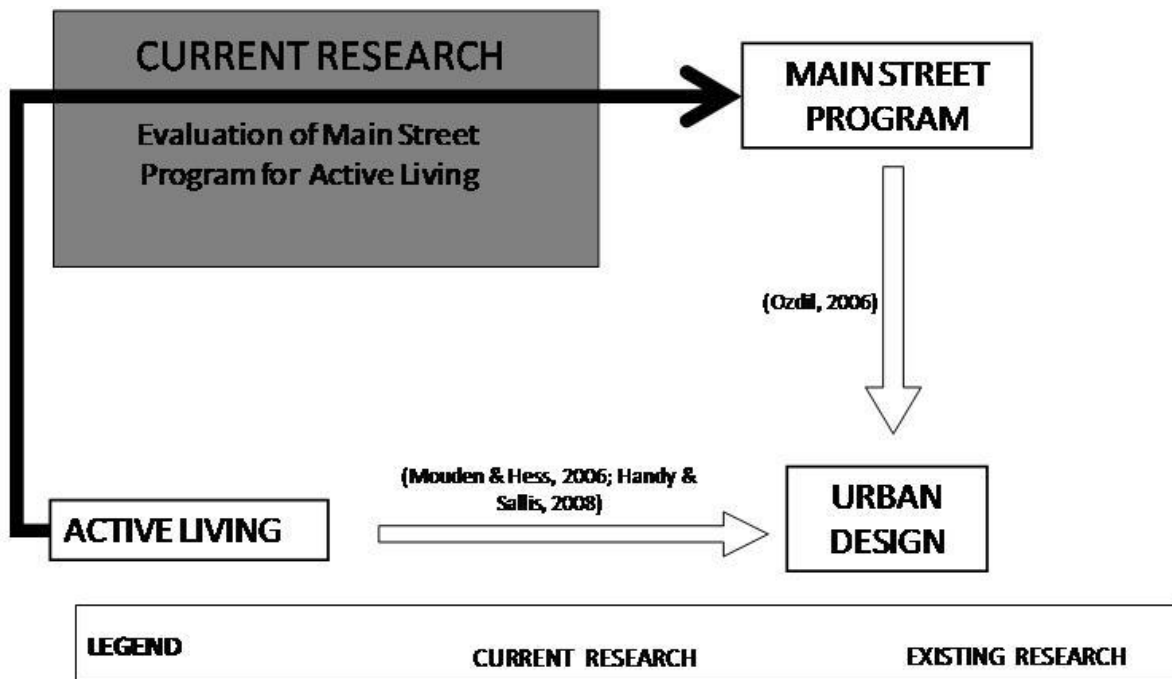 CURRENT RESEARCH
Evaluation of Main Street
Program for Active Living
MAIN STREET
PROGRAM
(Ozdil, 2006)
(Mouden & Hess, 2006; Handy &
Sallis, 2008)
ACTIVE LIVING
URBAN
DESIGN
LEGEND
CURRENT RESEARCH
EXISTING RESEARCH